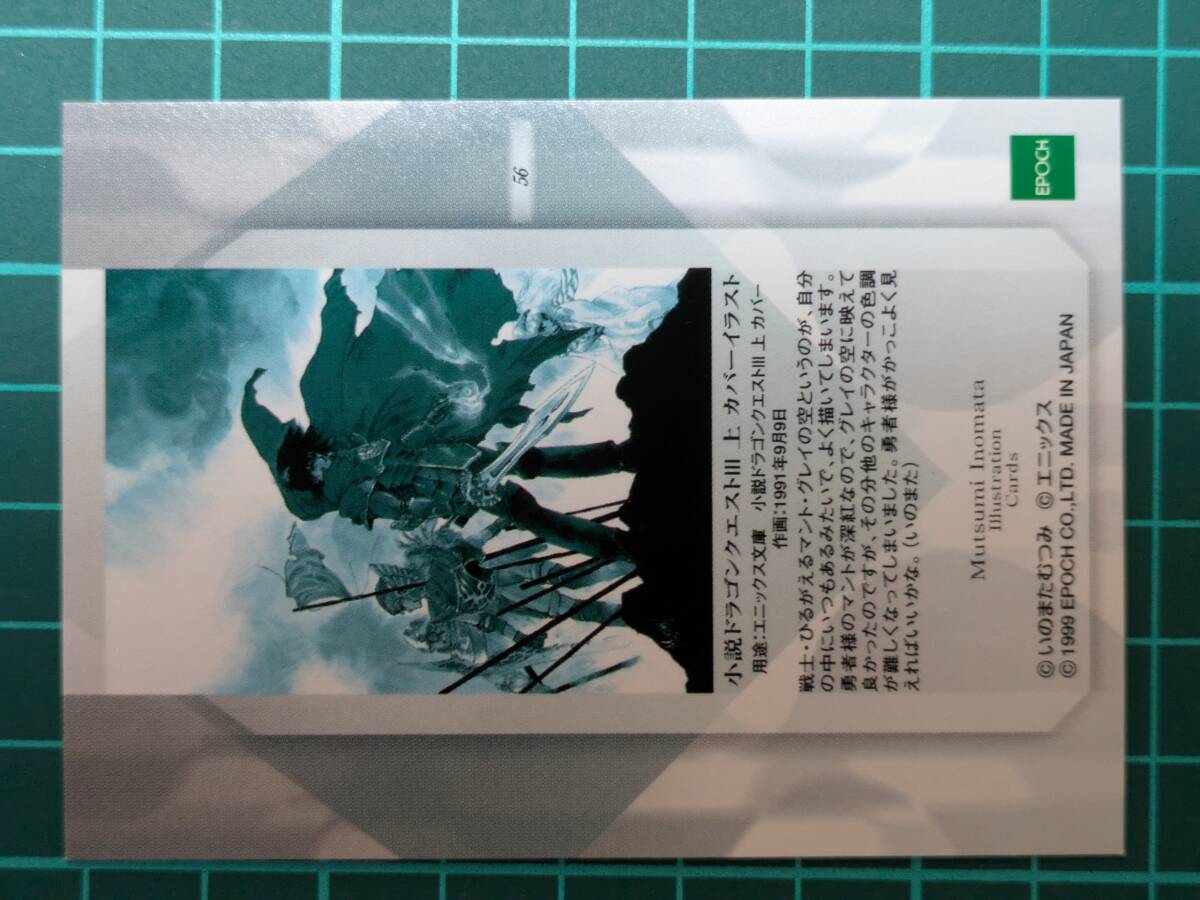 56
EPOCH
小説ドラゴンクエストIII 上 カバーイラスト
用途:エニックス文庫 小説ドラゴンクエストIII 上 カバー
作画:1991年9月9日
戦士・ひるがえるマント・グレイの空というのが、自分
の中にいつもあるみたいで、よく描いてしまいます。
勇者様のマントが深紅なので、グレイの空に映えて
良かったのですが、その分他のキャラクターの色調
が難しくなってしまいました。勇者様がかっこよく見
えればいいかな。(いのまた)
Mutsumi Inomata
Illustration
Cards
©いのまたむつみ ©エニックス
©1999 EPOCH CO.,LTD. MADE IN JAPAN